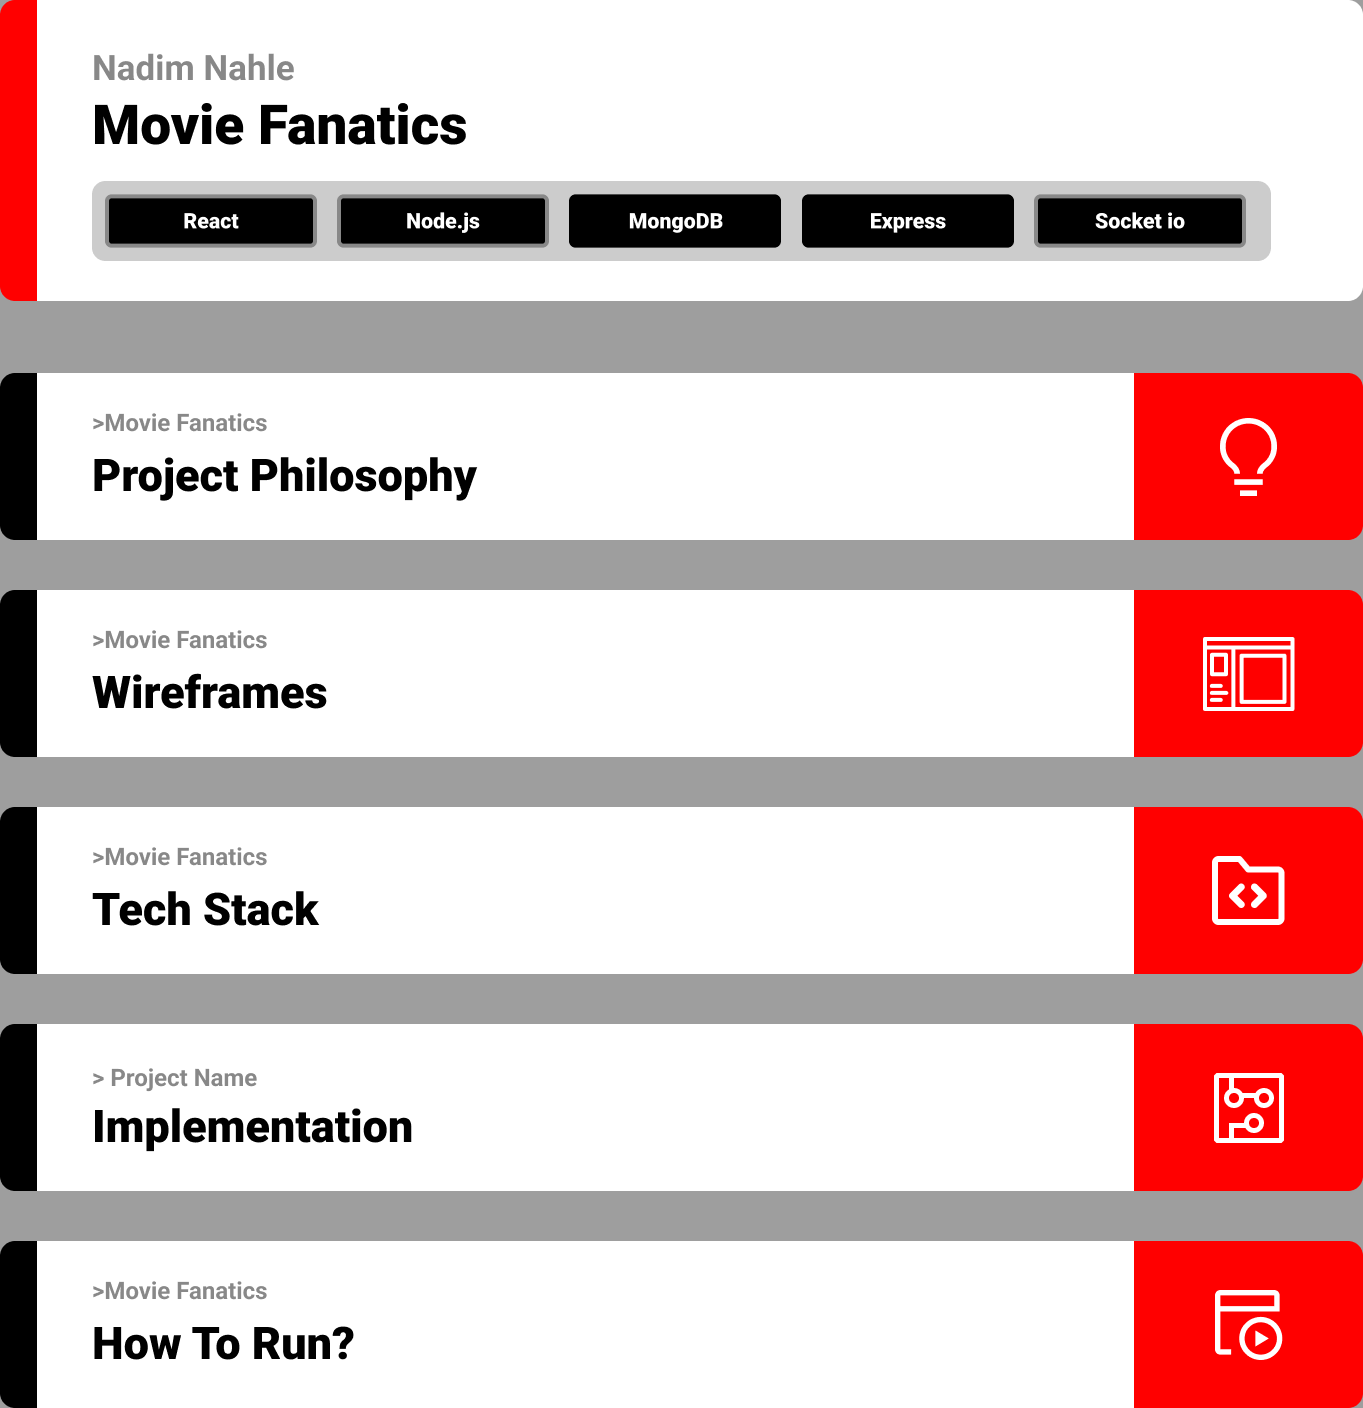 Nadim Nahle
Movie Fanatics
React Node.js MongoDB Express Socket io
>Movie Fanatics
Project Philosophy
>Movie Fanatics
Wireframes
>Movie Fanatics
Tech Stack
> Project Name
Implementation
>Movie Fanatics
How To Run?